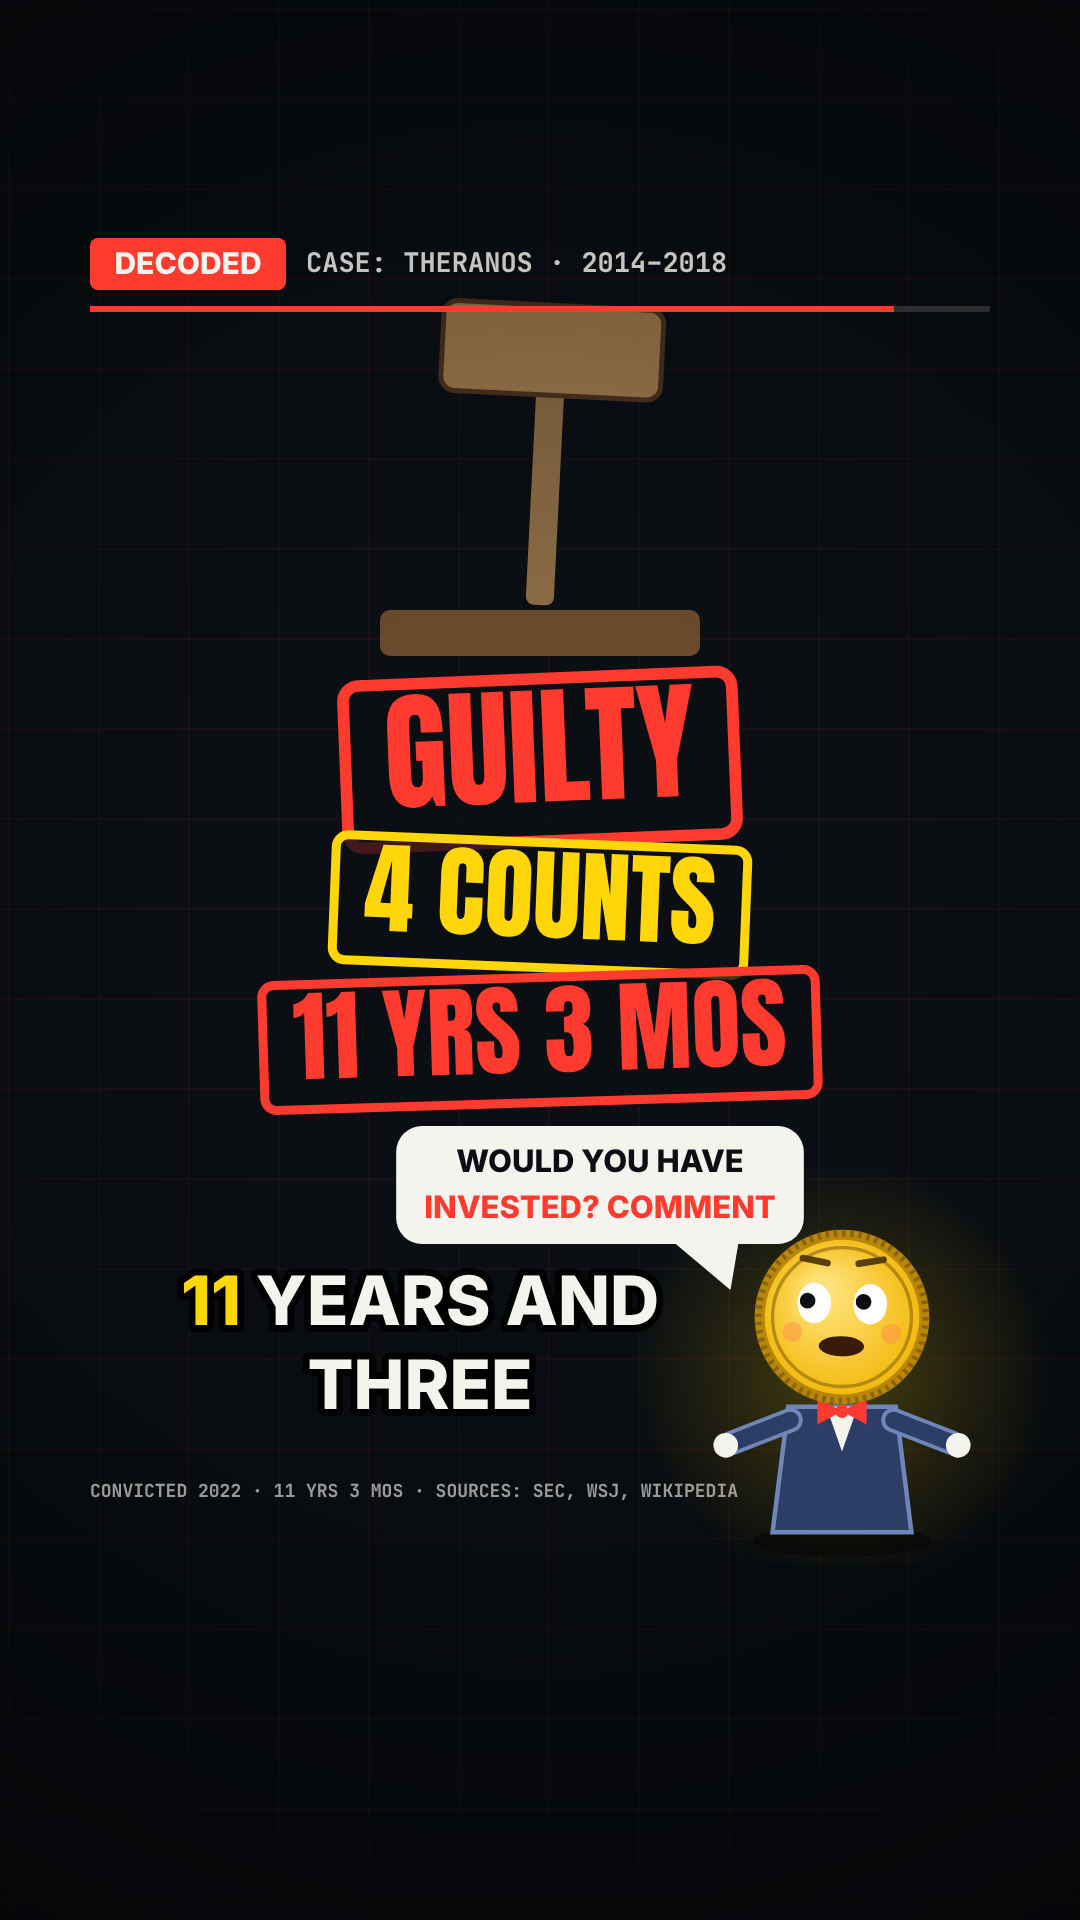 DECODED CASE: THERANOS · 2014–2018
GUILTY
4 COUNTS
11 YRS 3 MOS
WOULD YOU HAVE
INVESTED? COMMENT
11 YEARS AND
THREE
CONVICTED 2022 · 11 YRS 3 MOS · SOURCES: SEC, WSJ, WIKIPEDIA